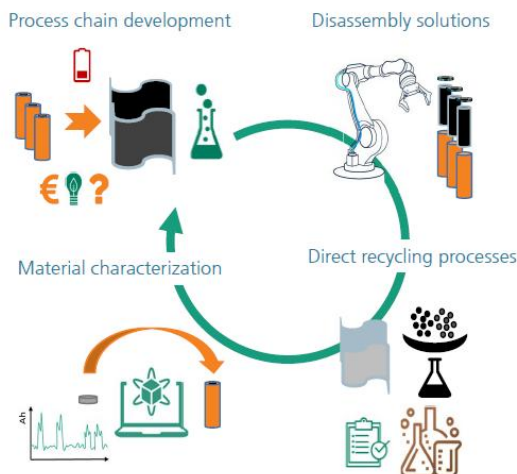 Process chain development
Disassembly solutions
€ ?
Material characterization
Direct recycling processes
Ah